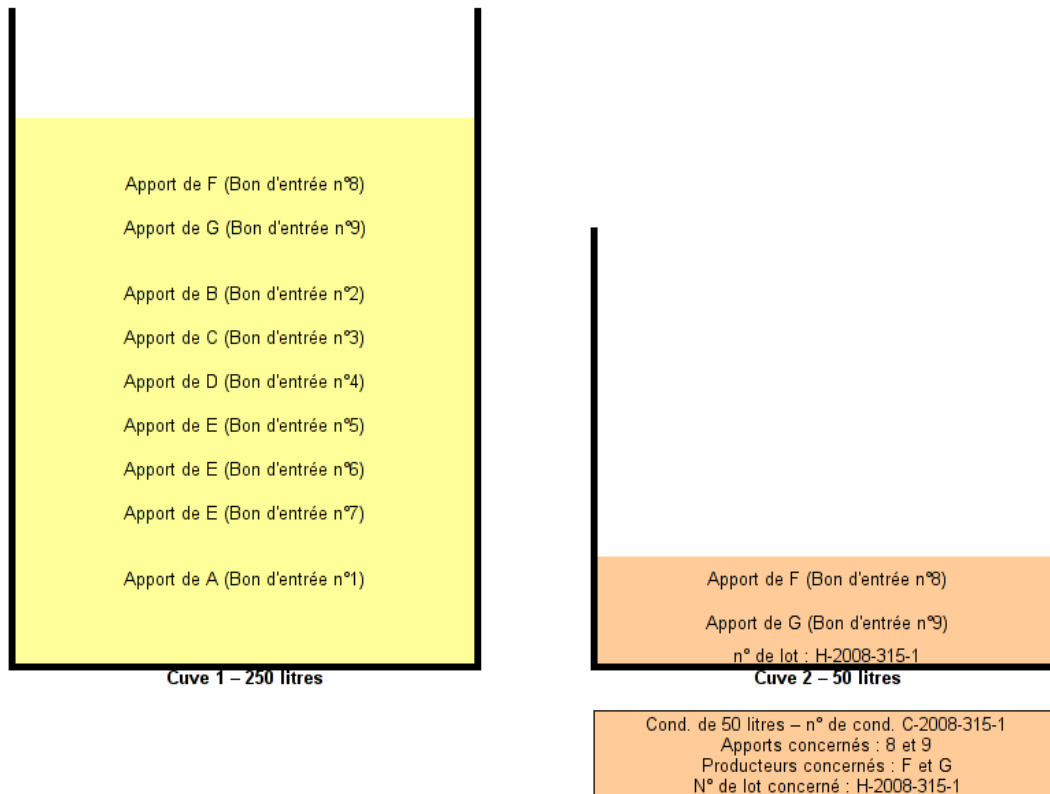 Apport de F (Bon d'entrée n°8)
Apport de G (Bon d'entrée n°9)
Apport de B (Bon d'entrée n°2)
Apport de C (Bon d'entrée n°3)
Apport de D (Bon d'entrée n°4)
Apport de E (Bon d'entrée n°5)
Apport de E (Bon d'entrée n°6)
Apport de E (Bon d'entrée n°7)
Apport de A (Bon d'entrée n°1)
Cuve 1 – 250 litres
Apport de F (Bon d'entrée n°8)
Apport de G (Bon d'entrée n°9)
n° de lot : H-2008-315-1
Cuve 2 – 50 litres
Cond. de 50 litres – n° de cond. C-2008-315-1
Apports concernés : 8 et 9
Producteurs concernés : F et G
N° de lot concerné : H-2008-315-1